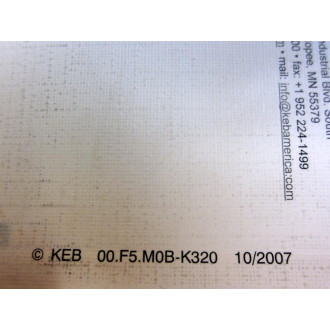 ndustrial Blvd. South
opee, MN 55379
00 • fax: +1 952 224-1499
• mail: info@kebamerica.com
© KEB 00.F5.M0B-K320 10/2007